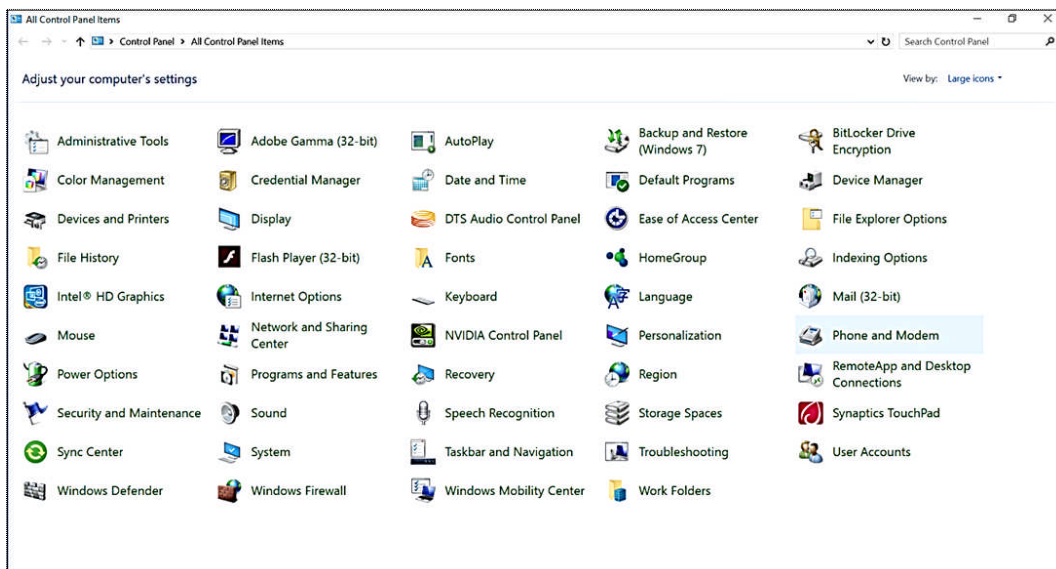 All Control Panel Items
Control Panel > All Control Panel Items
Search Control Panel
Adjust your computer's settings
View by: Large icons
Administrative Tools
Adobe Gamma (32-bit)
AutoPlay
Backup and Restore
(Windows 7)
BitLocker Drive
Encryption
Color Management
Credential Manager
Date and Time
Default Programs
Device Manager
Devices and Printers
Display
DTS Audio Control Panel
Ease of Access Center
File Explorer Options
File History
Flash Player (32-bit)
Fonts
HomeGroup
Indexing Options
Intel® HD Graphics
Internet Options
Keyboard
Language
Mail (32-bit)
Mouse
Network and Sharing
Center
NVIDIA Control Panel
Personalization
Phone and Modem
Power Options
Programs and Features
Recovery
Region
RemoteApp and Desktop
Connections
Security and Maintenance
Sound
Speech Recognition
Storage Spaces
Synaptics TouchPad
Sync Center
System
Taskbar and Navigation
Troubleshooting
User Accounts
Windows Defender
Windows Firewall
Windows Mobility Center
Work Folders